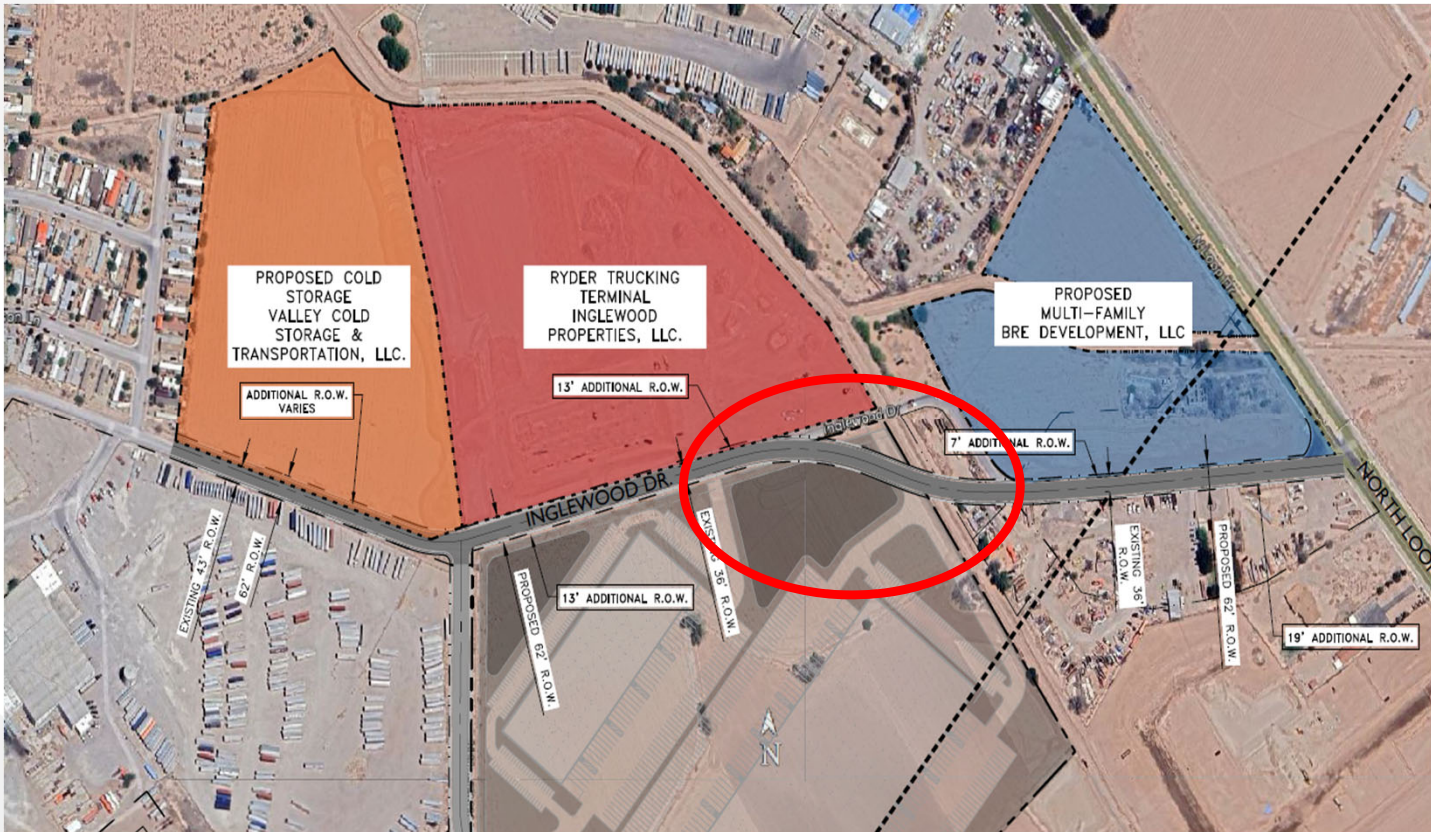 PROPOSED COLD
STORAGE
VALLEY COLD
STORAGE &
TRANSPORTATION, LLC.
RYDER TRUCKING
TERMINAL
INGLEWOOD
PROPERTIES, LLC.
PROPOSED
MULTI-FAMILY
BRE DEVELOPMENT, LLC
ADDITIONAL R.O.W.
VARIES
13' ADDITIONAL R.O.W.
Inglewood Dr
7' ADDITIONAL R.O.W.
INGLEWOOD DR.
NORTH LOOP
EXISTING 43' R.O.W.
62' R.O.W.
PROPOSED 62' R.O.W.
13' ADDITIONAL R.O.W.
EXISTING 36' R.O.W.
EXISTING 36'
R.O.W.
PROPOSED 62' R.O.W.
19' ADDITIONAL R.O.W.
N